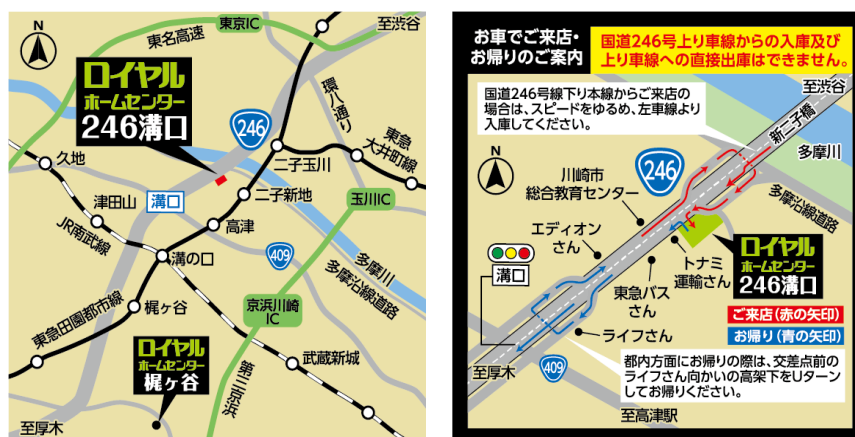 N
東名高速
東京IC
至渋谷
ロイヤル
ホームセンター
246溝口
246
環八通り
東急
大井町線
久地
二子玉川
津田山
溝口
二子新地
玉川IC
JR南武線
高津
溝の口
409
多摩川
多摩沿線道路
東急田園都市線
梶ヶ谷
京浜川崎
IC
ロイヤル
ホームセンター
梶ヶ谷
武蔵新城
第三京浜
至厚木
お車でご来店・
お帰りのご案内
国道246号上り車線からの入庫及び
上り車線への直接出庫はできません。
国道246号線下り本線からご来店の
場合は、スピードをゆるめ、左車線より
入庫してください。
至渋谷
新二子橋
多摩川
N
246
川崎市
総合教育センター
多摩沿線道路
エディオン
さん
溝口
トナミ
運輸さん
ロイヤル
ホームセンター
246溝口
東急バス
さん
ご来店(赤の矢印)
お帰り(青の矢印)
ライフさん
至厚木
409
都内方面にお帰りの際は、交差点前の
ライフさん向かいの高架下をUターン
してお帰りください。
至高津駅